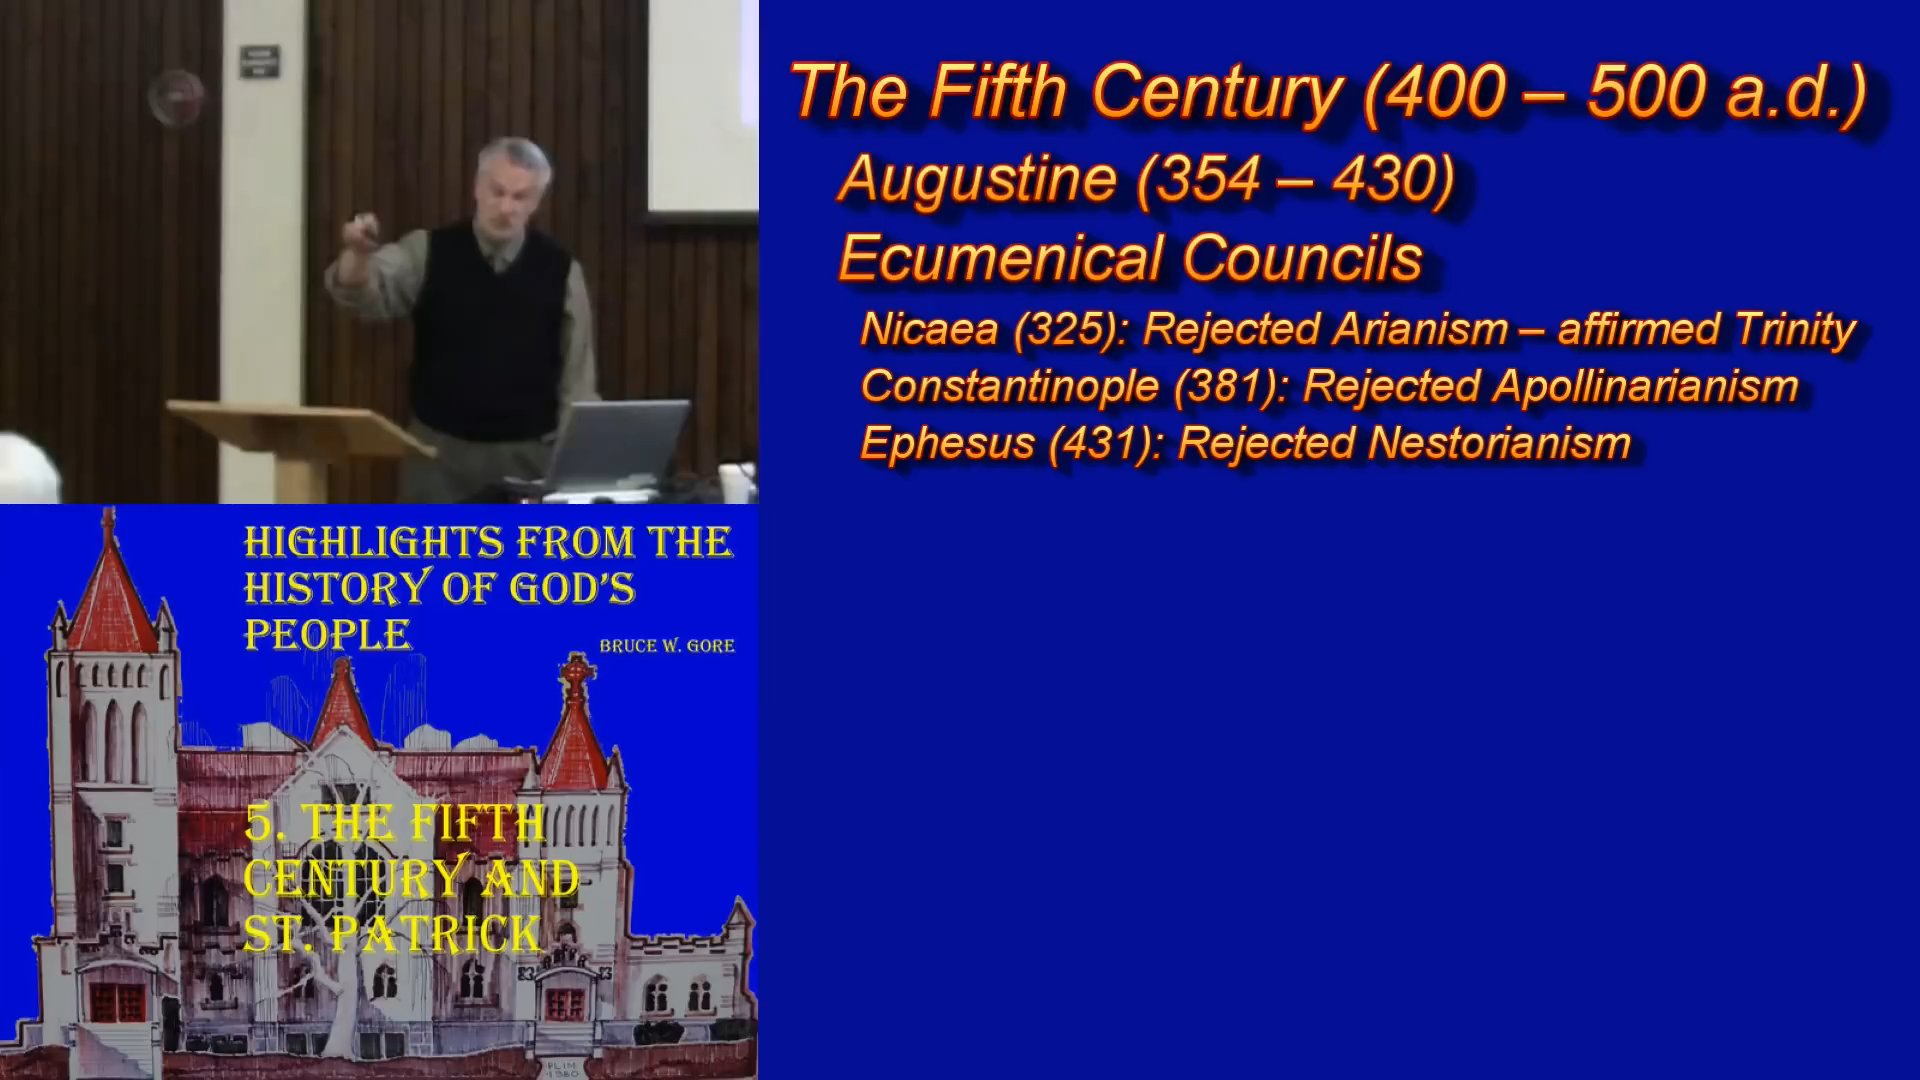 The Fifth Century (400 – 500 a.d.)
Augustine (354 – 430)
Ecumenical Councils
Nicaea (325): Rejected Arianism – affirmed Trinity
Constantinople (381): Rejected Apollinarianism
Ephesus (431): Rejected Nestorianism
HIGHLIGHTS FROM THE
HISTORY OF GOD'S
PEOPLE
BRUCE W. GORE
5. THE FIFTH
CENTURY AND
ST. PATRICK